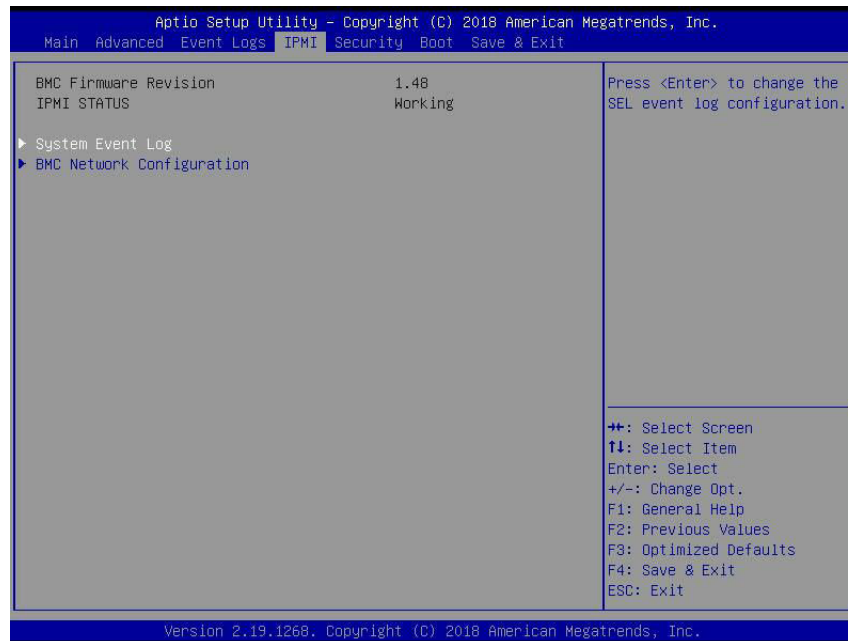 Aptio Setup Utility – Copyright (C) 2018 American Megatrends, Inc.
Main Advanced Event Logs IPMI Security Boot Save & Exit
BMC Firmware Revision 1.48
IPMI STATUS Working
System Event Log
BMC Network Configuration
Press <Enter> to change the
SEL event log configuration.
→←: Select Screen
↑↓: Select Item
Enter: Select
+/-: Change Opt.
F1: General Help
F2: Previous Values
F3: Optimized Defaults
F4: Save & Exit
ESC: Exit
Version 2.19.1268. Copyright (C) 2018 American Megatrends, Inc.